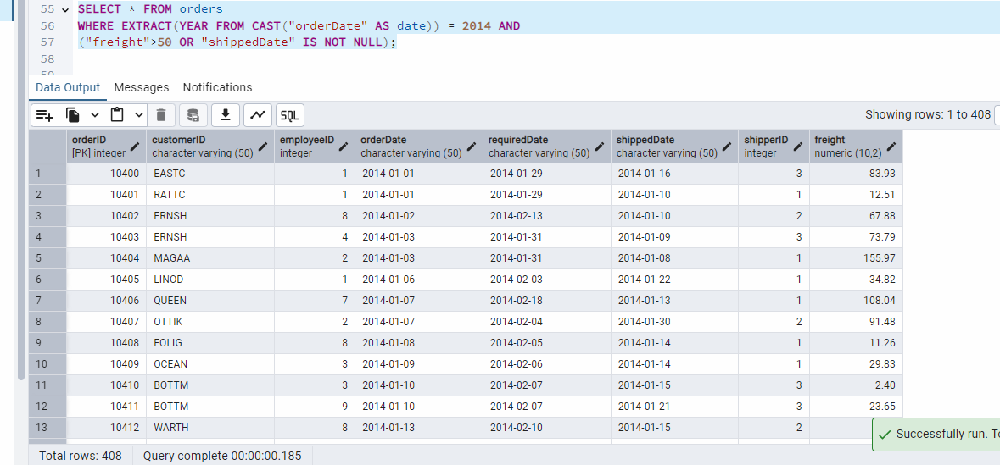 55 SELECT * FROM orders
56 WHERE EXTRACT(YEAR FROM CAST("orderDate" AS date)) = 2014 AND
57 ("freight">50 OR "shippedDate" IS NOT NULL);
58
Data Output Messages Notifications
SQL Showing rows: 1 to 408
orderID customerID employeeID orderDate requiredDate shippedDate shipperID freight
[PK] integer character varying (50) integer character varying (50) character varying (50) character varying (50) integer numeric (10,2)
1 10400 EASTC 1 2014-01-01 2014-01-29 2014-01-16 3 83.93
2 10401 RATTC 1 2014-01-01 2014-01-29 2014-01-10 1 12.51
3 10402 ERNSH 8 2014-01-02 2014-02-13 2014-01-10 2 67.88
4 10403 ERNSH 4 2014-01-03 2014-01-31 2014-01-09 3 73.79
5 10404 MAGAA 2 2014-01-03 2014-01-31 2014-01-08 1 155.97
6 10405 LINOD 1 2014-01-06 2014-02-03 2014-01-22 1 34.82
7 10406 QUEEN 7 2014-01-07 2014-02-18 2014-01-13 1 108.04
8 10407 OTTIK 2 2014-01-07 2014-02-04 2014-01-30 2 91.48
9 10408 FOLIG 8 2014-01-08 2014-02-05 2014-01-14 1 11.26
10 10409 OCEAN 3 2014-01-09 2014-02-06 2014-01-14 1 29.83
11 10410 BOTTM 3 2014-01-10 2014-02-07 2014-01-15 3 2.40
12 10411 BOTTM 9 2014-01-10 2014-02-07 2014-01-21 3 23.65
13 10412 WARTH 8 2014-01-13 2014-02-10 2014-01-15 2
Successfully run.
Total rows: 408 Query complete 00:00:00.185